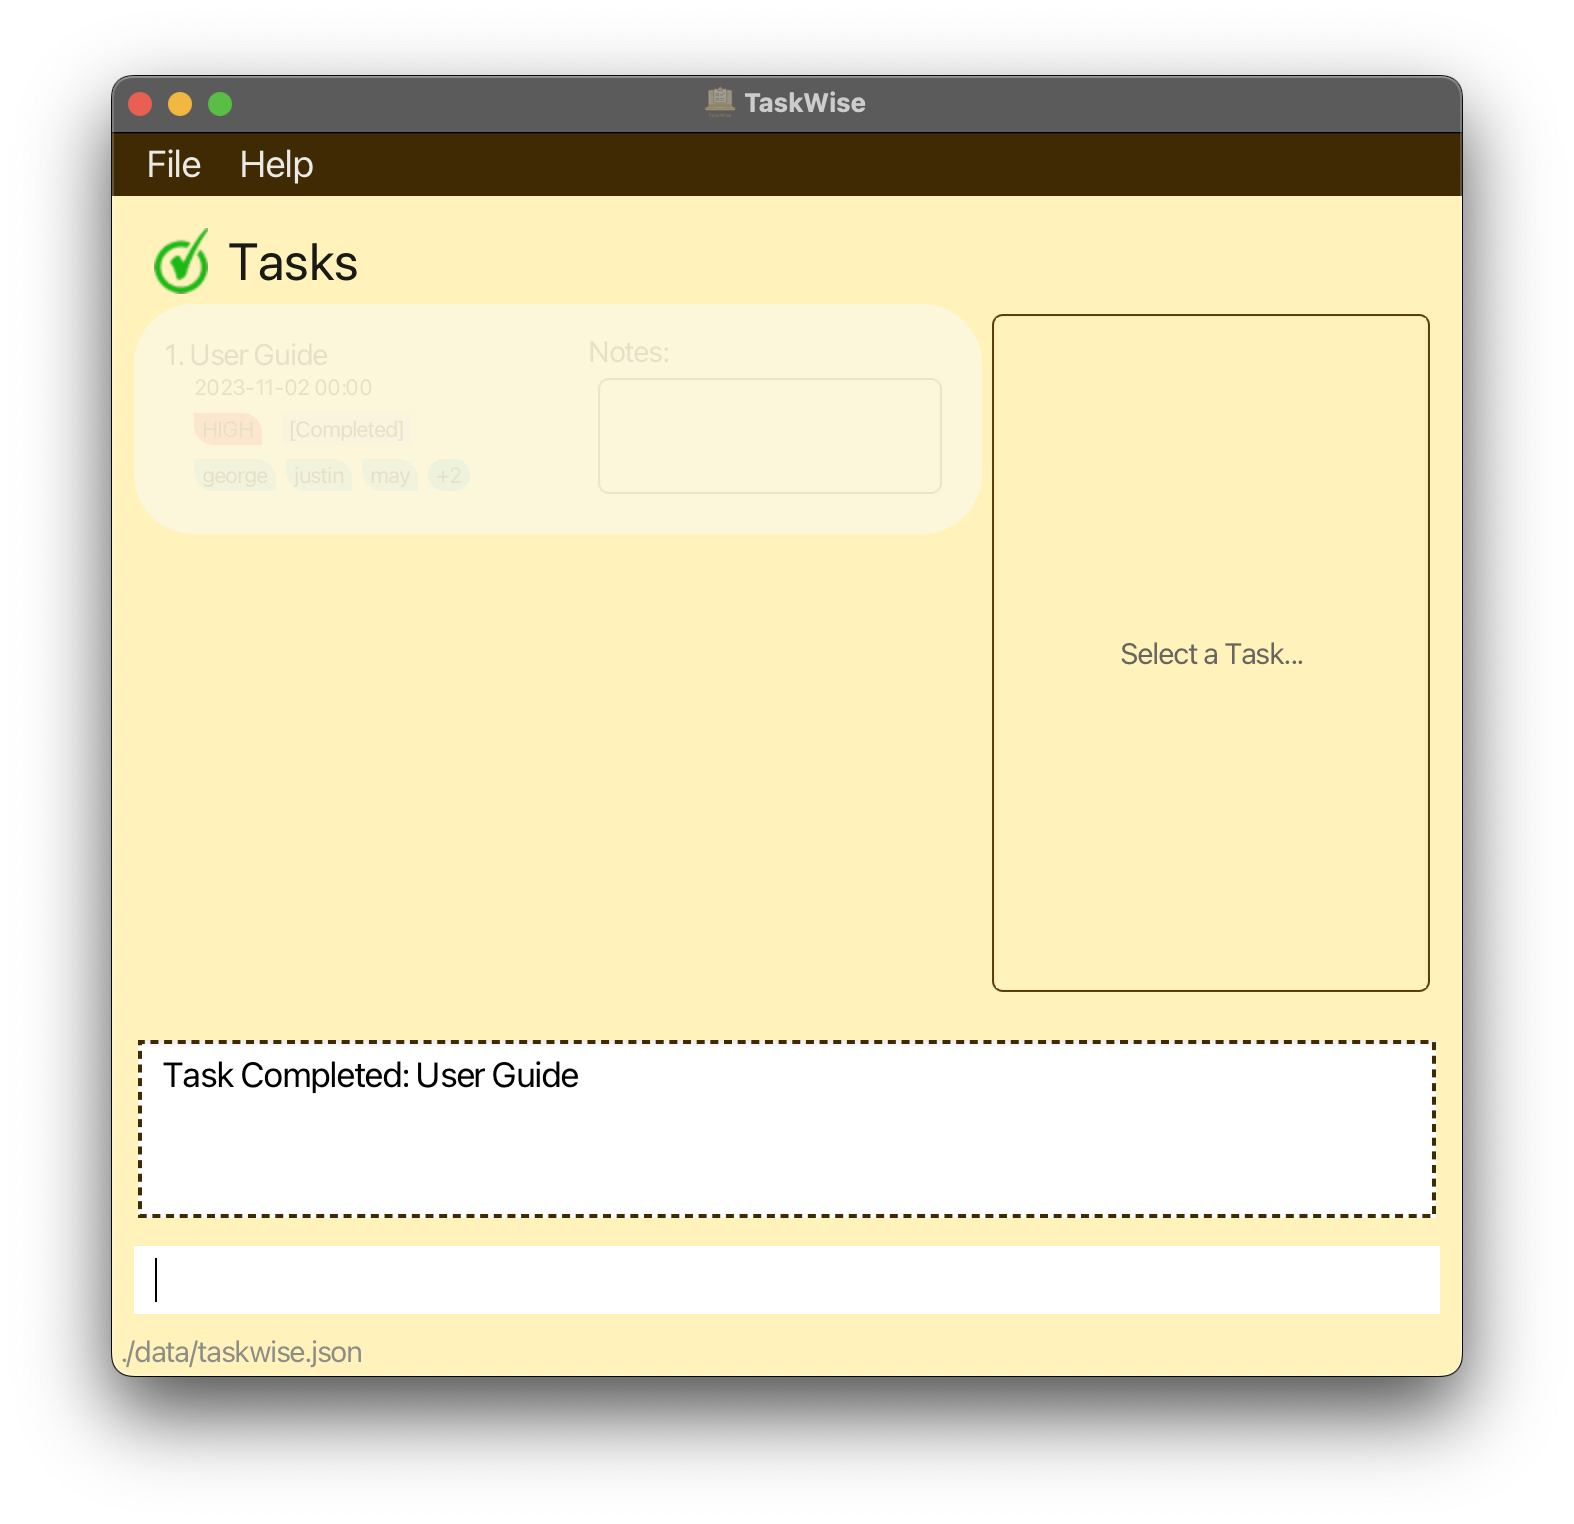 TaskWise
File Help
Tasks
1. User Guide
2023-11-02 00:00
HIGH [Completed]
george justin may +2
Notes:
Select a Task...
Task Completed: User Guide
./data/taskwise.json